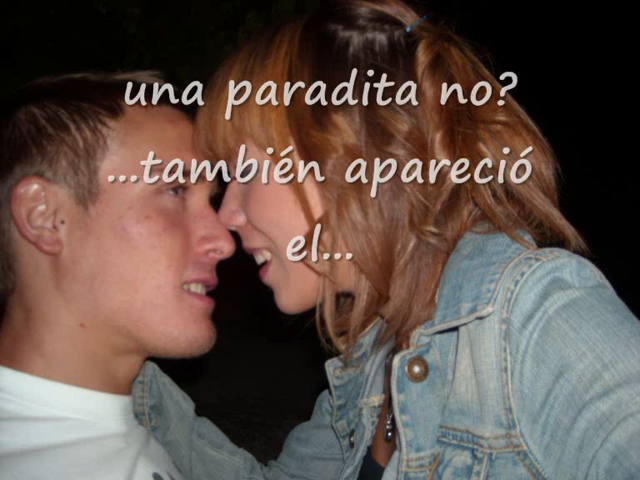 una paradita no?
...también apareció
el...